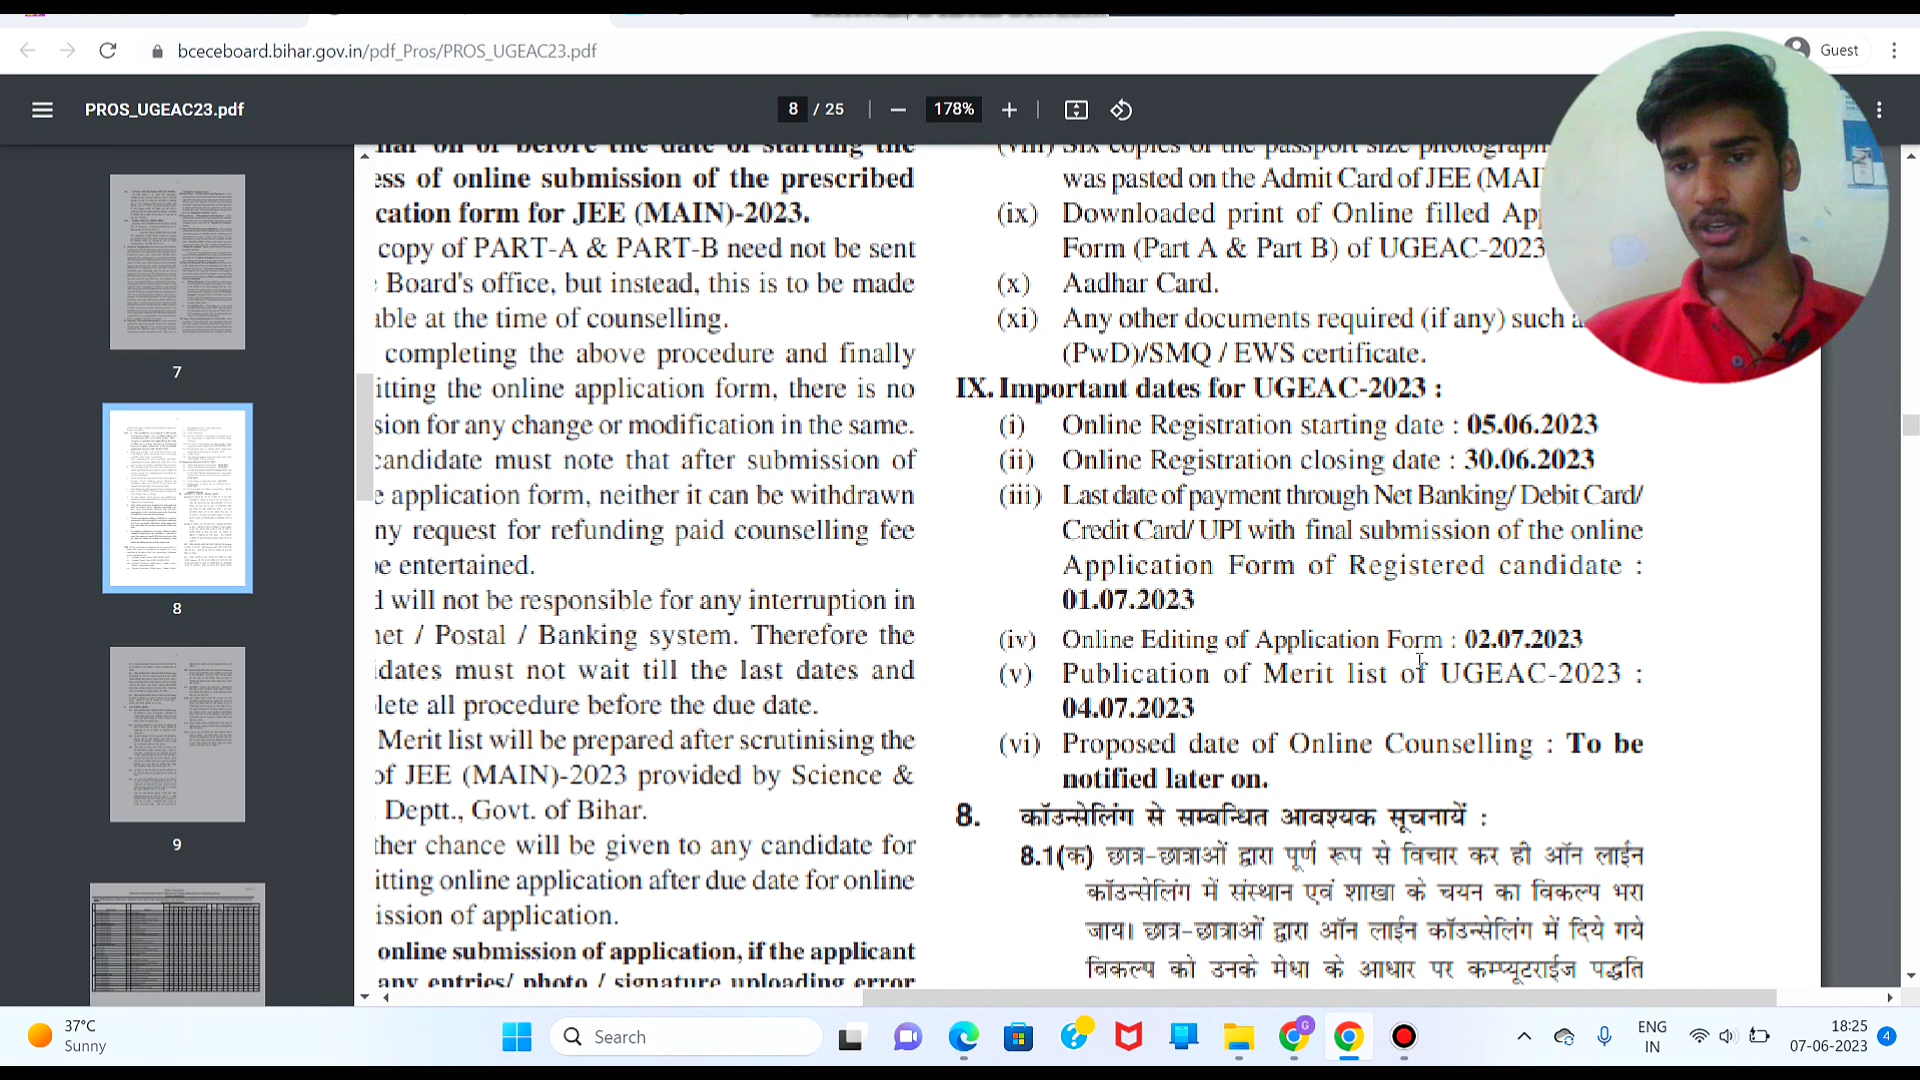 bceceboard.bihar.gov.in/pdf_Pros/PROS_UGEAC23.pdf
Guest
PROS_UGEAC23.pdf
8 / 25
178%
7
8
9
ess of online submission of the prescribed
cation form for JEE (MAIN)-2023.
copy of PART-A & PART-B need not be sent
Board's office, but instead, this is to be made
able at the time of counselling.
completing the above procedure and finally
itting the online application form, there is no
sion for any change or modification in the same.
candidate must note that after submission of
e application form, neither it can be withdrawn
ny request for refunding paid counselling fee
be entertained.
d will not be responsible for any interruption in
net / Postal / Banking system. Therefore the
idates must not wait till the last dates and
lete all procedure before the due date.
Merit list will be prepared after scrutinising the
of JEE (MAIN)-2023 provided by Science &
Deptt., Govt. of Bihar.
ther chance will be given to any candidate for
itting online application after due date for online
ission of application.
online submission of application, if the applicant
any entries/ photo / signature uploading error
(viii) Six copies of the passport size photograph
was pasted on the Admit Card of JEE (MAI
(ix) Downloaded print of Online filled Ap
Form (Part A & Part B) of UGEAC-2023
(x) Aadhar Card.
(xi) Any other documents required (if any) such a
(PwD)/SMQ / EWS certificate.
IX. Important dates for UGEAC-2023 :
(i) Online Registration starting date : 05.06.2023
(ii) Online Registration closing date : 30.06.2023
(iii) Last date of payment through Net Banking/ Debit Card/
Credit Card/ UPI with final submission of the online
Application Form of Registered candidate :
01.07.2023
(iv) Online Editing of Application Form : 02.07.2023
(v) Publication of Merit list of UGEAC-2023 :
04.07.2023
(vi) Proposed date of Online Counselling : To be
notified later on.
8. कॉउन्सेलिंग से सम्बन्धित आवश्यक सूचनायें :
8.1(क) छात्र-छात्राओं द्वारा पूर्ण रूप से विचार कर ही ऑन लाईन
कॉउन्सेलिंग में संस्थान एवं शाखा के चयन का विकल्प भरा
जाय। छात्र-छात्राओं द्वारा ऑन लाईन कॉउन्सेलिंग में दिये गये
विकल्प को उनके मेधा के आधार पर कम्प्यूटराईज पद्धति
37°C
Sunny
Search
ENG
IN
18:25
07-06-2023
4